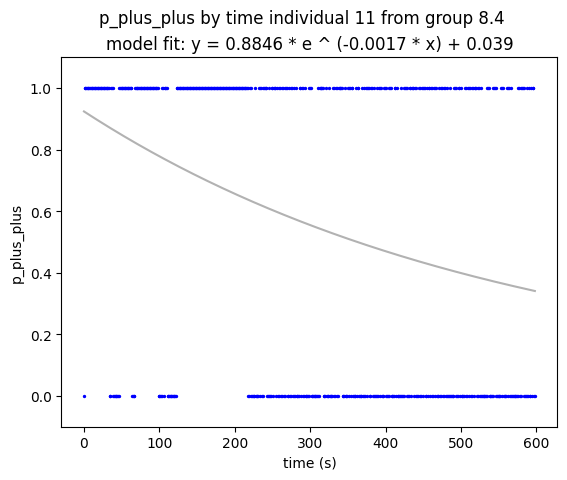 p_plus_plus by time individual 11 from group 8.4
model fit: y = 0.8846 * e ^ (-0.0017 * x) + 0.039
1.0
0.8
0.6
0.4
0.2
0.0
p_plus_plus
0 100 200 300 400 500 600
time (s)